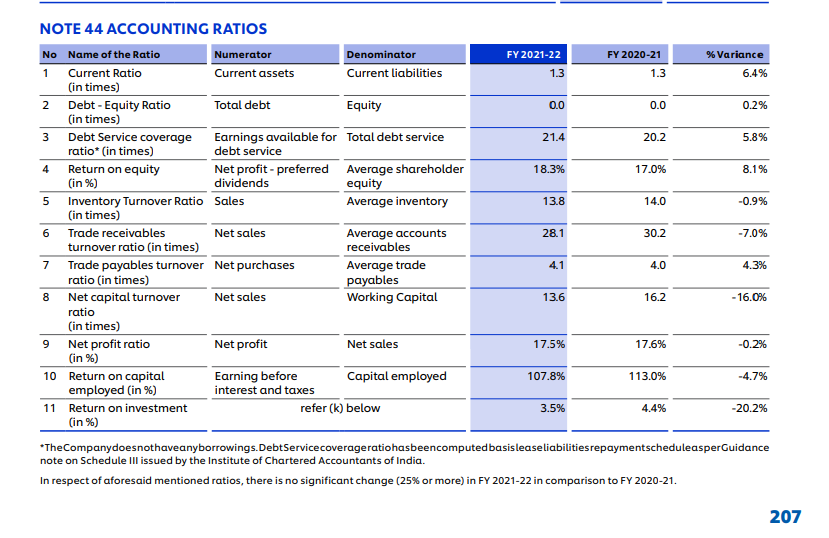 NOTE 44 ACCOUNTING RATIOS
No Name of the Ratio Numerator Denominator FY 2021-22 FY 2020-21 % Variance
1 Current Ratio Current assets Current liabilities 1.3 1.3 6.4%
(in times)
2 Debt - Equity Ratio Total debt Equity 0.0 0.0 0.2%
(in times)
3 Debt Service coverage Earnings available for Total debt service 21.4 20.2 5.8%
ratio* (in times) debt service
4 Return on equity Net profit - preferred Average shareholder 18.3% 17.0% 8.1%
(in %) dividends equity
5 Inventory Turnover Ratio Sales Average inventory 13.8 14.0 -0.9%
(in times)
6 Trade receivables Net sales Average accounts 28.1 30.2 -7.0%
turnover ratio (in times) receivables
7 Trade payables turnover Net purchases Average trade 4.1 4.0 4.3%
ratio (in times) payables
8 Net capital turnover Net sales Working Capital 13.6 16.2 -16.0%
ratio
(in times)
9 Net profit ratio Net profit Net sales 17.5% 17.6% -0.2%
(in %)
10 Return on capital Earning before Capital employed 107.8% 113.0% -4.7%
employed (in %) interest and taxes
11 Return on investment refer (k) below 3.5% 4.4% -20.2%
(in %)
*TheCompanydoesnothaveanyborrowings.DebtServicecoverageratiohasbeencomputedbasisleaseliabilitiesrepaymentscheduleasperGuidance
note on Schedule III issued by the Institute of Chartered Accountants of India.
In respect of aforesaid mentioned ratios, there is no significant change (25% or more) in FY 2021-22 in comparison to FY 2020-21.
207